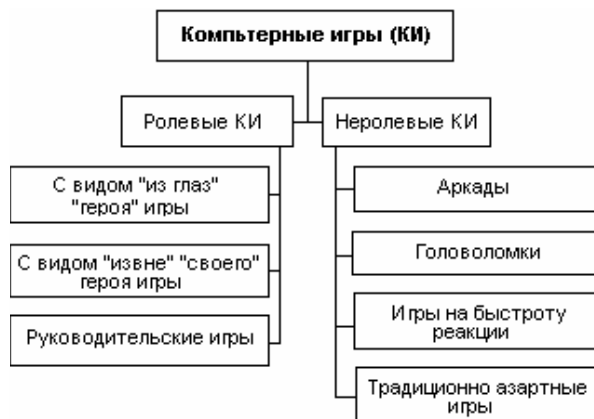 Компьтерные игры (КИ)
Ролевые КИ
Неролевые КИ
С видом "из глаз"
"героя" игры
С видом "извне" "своего"
героя игры
Руководительские игры
Аркады
Головоломки
Игры на быстроту
реакции
Традиционно азартные
игры